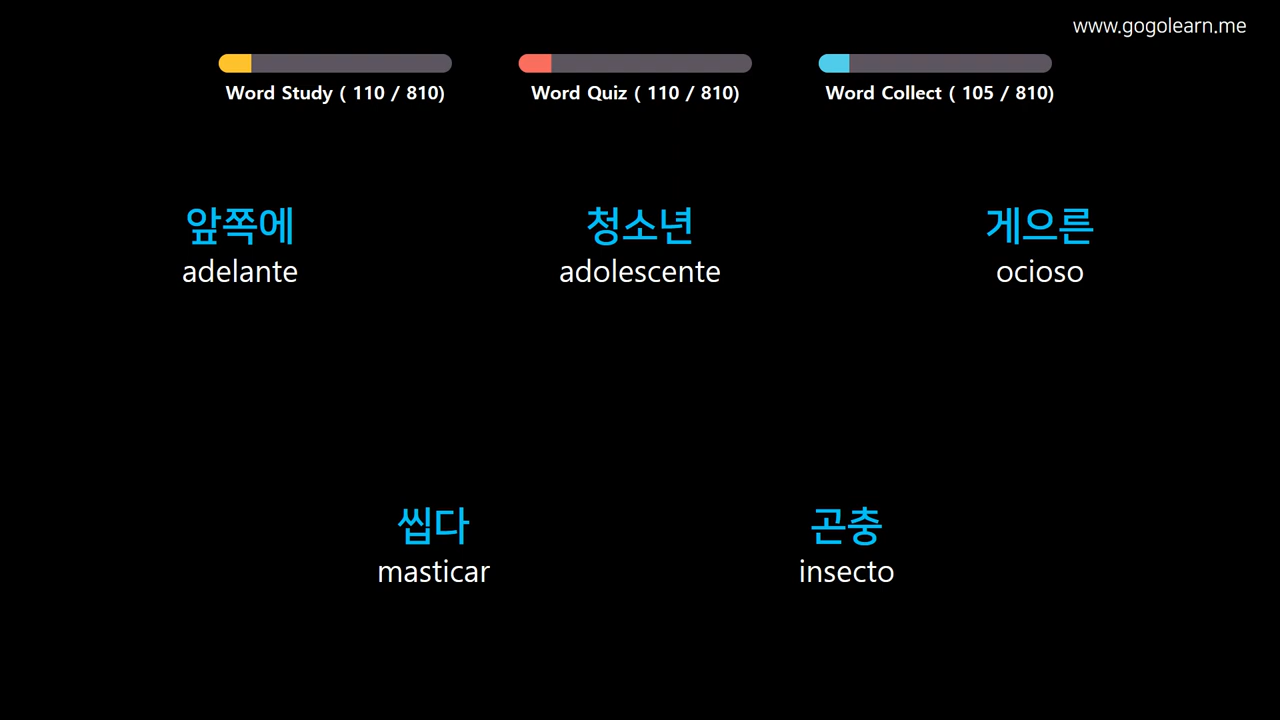 www.gogolearn.me
Word Study ( 110 / 810)
Word Quiz ( 110 / 810)
Word Collect ( 105 / 810)
앞쪽에
adelante
청소년
adolescente
게으른
ocioso
씹다
masticar
곤충
insecto